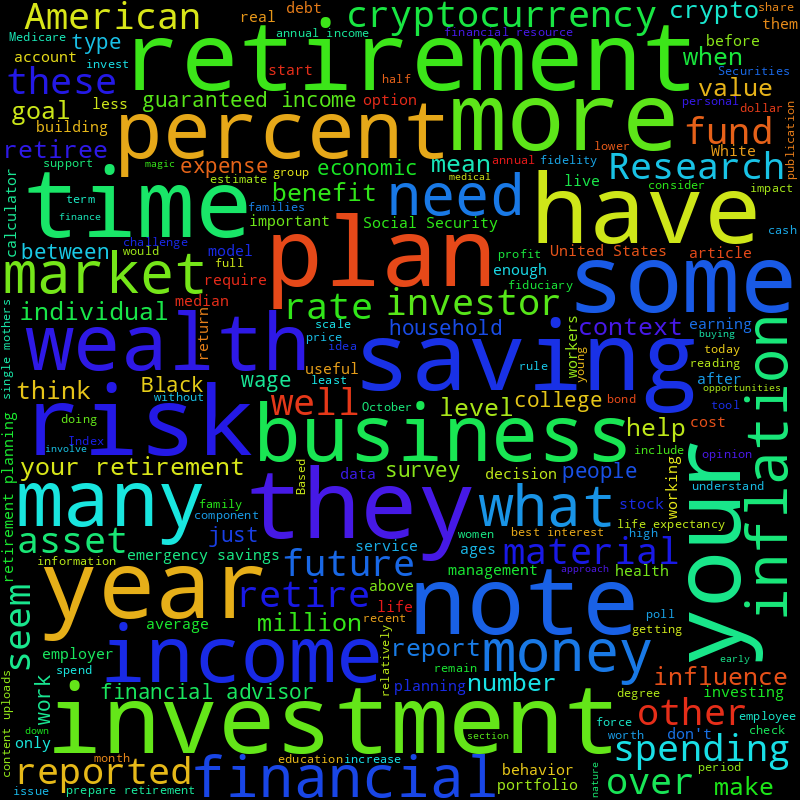 American
real
debt
cryptocurrency
crypto
share
them
Medicare
type
annual income
financial resource
before
account
invest
retirement
when
Securities
these
start
half
value
personal
goal
less
guaranteed income
option
more
dollar
building
percent
fund
publication
retiree
support
magic
expense
group
economic
mean
annual
lower
fidelity
White
Research
medical
calculator
term
finance
time
estimate
families
benefit
important
Social Security
need
live
consider
have
impact
cash
between
challenge
would
model
full
plan
profit
enough
fiduciary
United States
article
market
require
some
individual
median
rate
investor
single mothers
return
wealth
scale
price
idea
household
workers
context
earning
buying
today
reading
inflation
think
Black
without
wage
least
useful
saving
rule
young
after
opportunities
tool
risk
well
October
level
college
bond
cost
retirement planning
doing
Index
involve
business
help
include
opinion
your retirement
Based
data
survey
decision
people
working
understand
your
many
they
what
life expectancy
stock
family
component
just
women
best interest
high
asset
emergency savings
service
ages
material
information
future
management
approach
health
year
retire
above
life
recent
note
poll
getting
seem
average
million
relatively
early
employer
income
report
money
remain
spend
work
financial advisor
planning
number
influence
degree
investing
content uploads
down
investment
section
other
employee
only
force
worth
don't
check
month
education
increase
spending
reported
financial
behavior
portfolio
nature
over
period
make
issue
prepare retirement